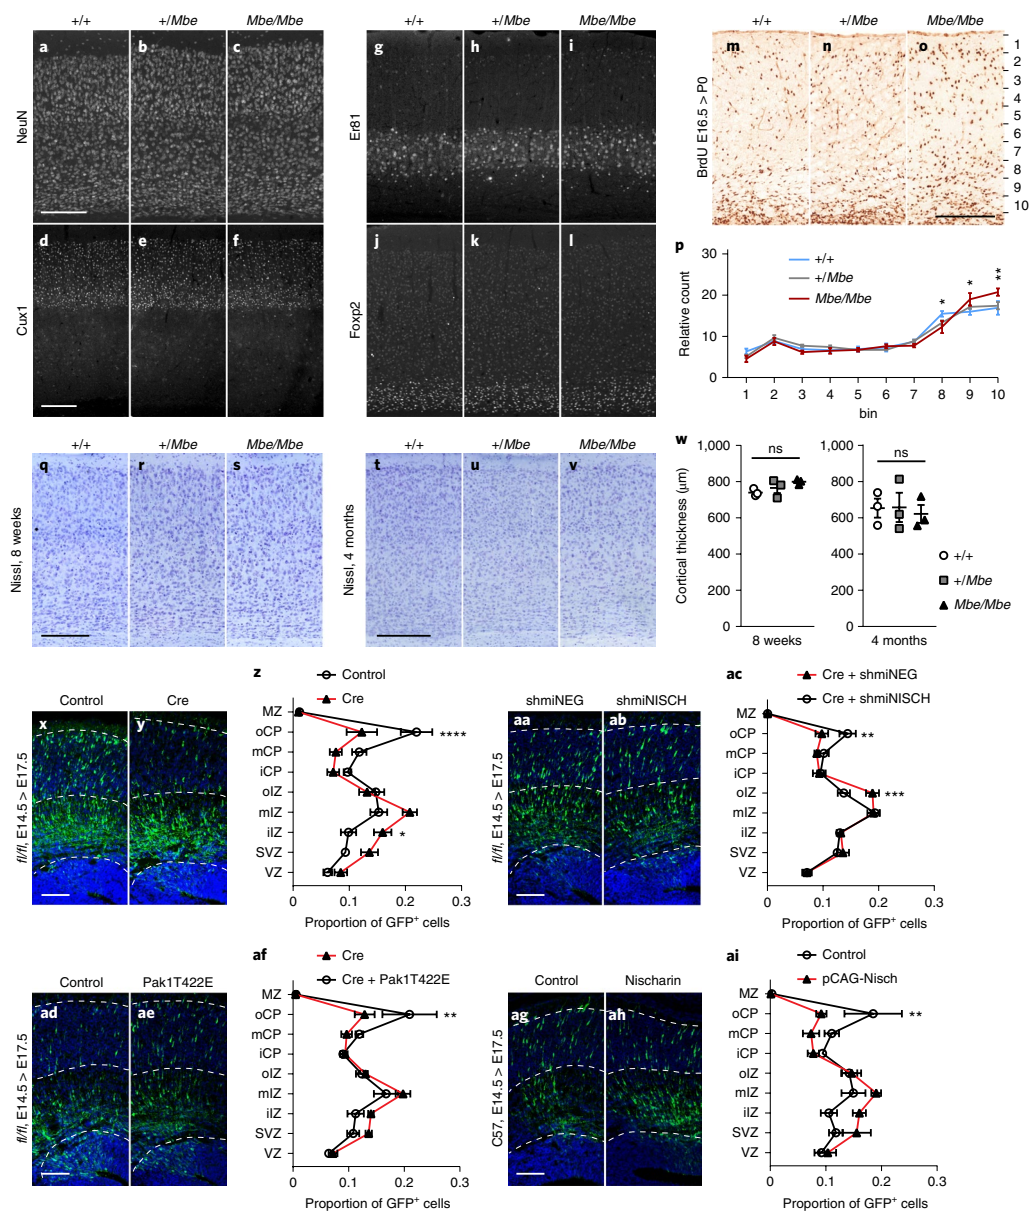 +/+ +/Mbe Mbe/Mbe
a b c
NeuN
d e f
Cux1
+/+ +/Mbe Mbe/Mbe
g h i
Er81
j k l
Foxp2
+/+ +/Mbe Mbe/Mbe
m n o
BrdU E16.5 > P0
1
2
3
4
5
6
7
8
9
10
p
30
20
10
0
Relative count
+/+
+/Mbe
Mbe/Mbe
*
*
**
1 2 3 4 5 6 7 8 9 10
bin
+/+ +/Mbe Mbe/Mbe
q r s
Nissl, 8 weeks
+/+ +/Mbe Mbe/Mbe
t u v
Nissl, 4 months
w
Cortical thickness (μm)
1,000
800
600
400
200
0
ns
8 weeks
1,000
800
600
400
200
0
ns
4 months
+/+
+/Mbe
Mbe/Mbe
Control Cre
x y
fl/fl, E14.5 > E17.5
z
Control
Cre
MZ
oCP
****
mCP
iCP
oIZ
mIZ
iIZ
*
SVZ
VZ
0 0.1 0.2 0.3
Proportion of GFP+ cells
shmiNEG shmiNISCH
aa ab
fl/fl, E14.5 > E17.5
ac
Cre + shmiNEG
Cre + shmiNISCH
MZ
oCP
**
mCP
iCP
oIZ
***
mIZ
iIZ
SVZ
VZ
0 0.1 0.2 0.3
Proportion of GFP+ cells
Control Pak1T422E
ad ae
fl/fl, E14.5 > E17.5
af
Cre
Cre + Pak1T422E
MZ
oCP
**
mCP
iCP
oIZ
mIZ
iIZ
SVZ
VZ
0 0.1 0.2 0.3
Proportion of GFP+ cells
Control Nischarin
ag ah
C57, E14.5 > E17.5
ai
Control
pCAG-Nisch
MZ
oCP
**
mCP
iCP
oIZ
mIZ
iIZ
SVZ
VZ
0 0.1 0.2 0.3
Proportion of GFP+ cells